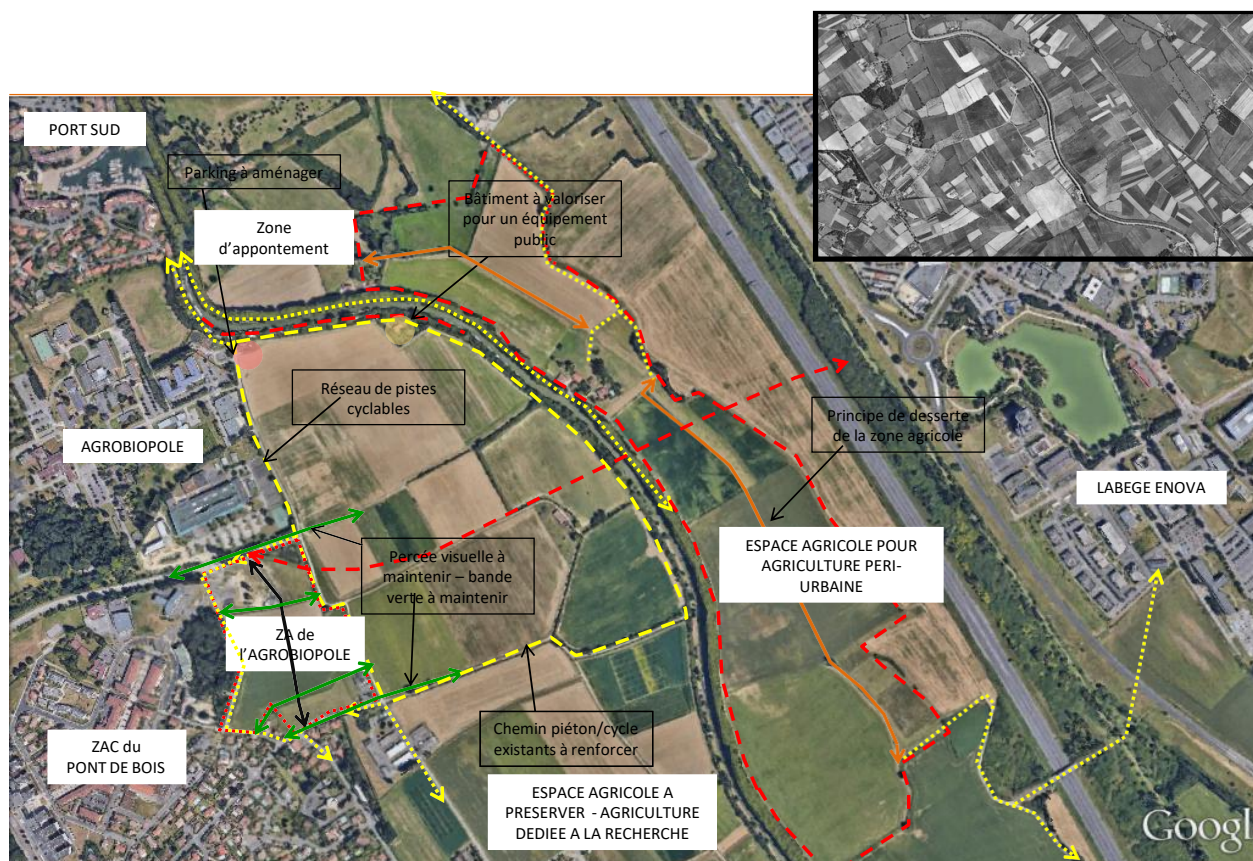 PORT SUD
Parking à aménager
Zone
d'appontement
Bâtiment à valoriser
pour un équipement
public
Réseau de pistes
cyclables
Principe de desserte
de la zone agricole
AGROBIOPOLE
LABEGE ENOVA
Percée visuelle à
maintenir – bande
verte à maintenir
ESPACE AGRICOLE POUR
AGRICULTURE PERI-
URBAINE
ZA de
l'AGROBIOPOLE
Chemin piéton/cycle
existants à renforcer
ZAC du
PONT DE BOIS
ESPACE AGRICOLE A
PRESERVER - AGRICULTURE
DEDIEE A LA RECHERCHE
Googl